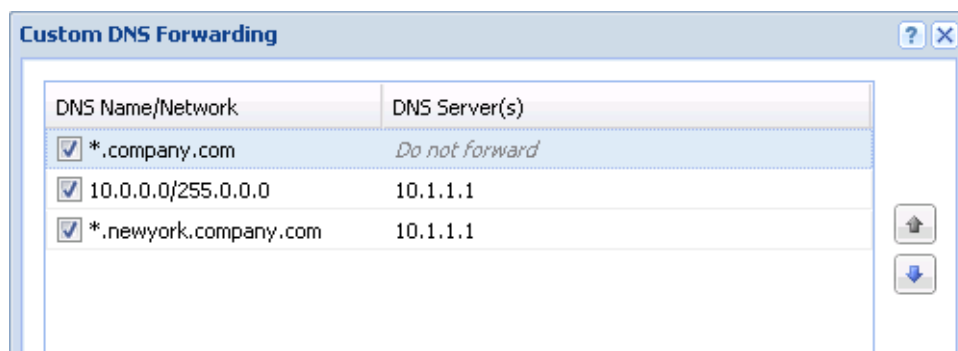 Custom DNS Forwarding
DNS Name/Network DNS Server(s)
*.company.com Do not forward
10.0.0.0/255.0.0.0 10.1.1.1
*.newyork.company.com 10.1.1.1